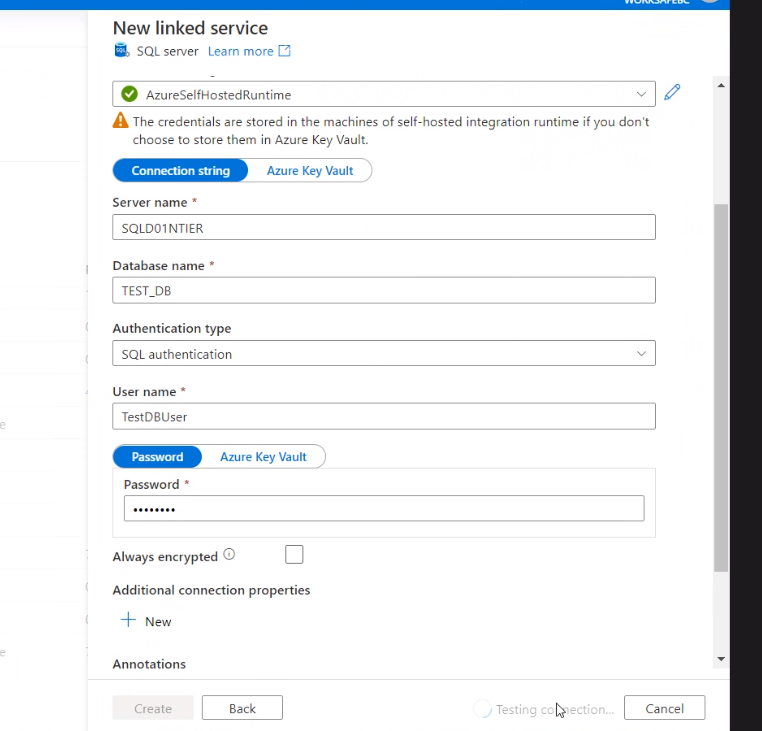 WORKSAFEBC
New linked service
SQL server Learn more
AzureSelfHostedRuntime
The credentials are stored in the machines of self-hosted integration runtime if you don't
choose to store them in Azure Key Vault.
Connection string Azure Key Vault
Server name *
SQLD01NTIER
Database name *
TEST_DB
Authentication type
SQL authentication
User name *
TestDBUser
Password Azure Key Vault
Password *
••••••••
Always encrypted
Additional connection properties
New
Annotations
Create Back Testing connection... Cancel